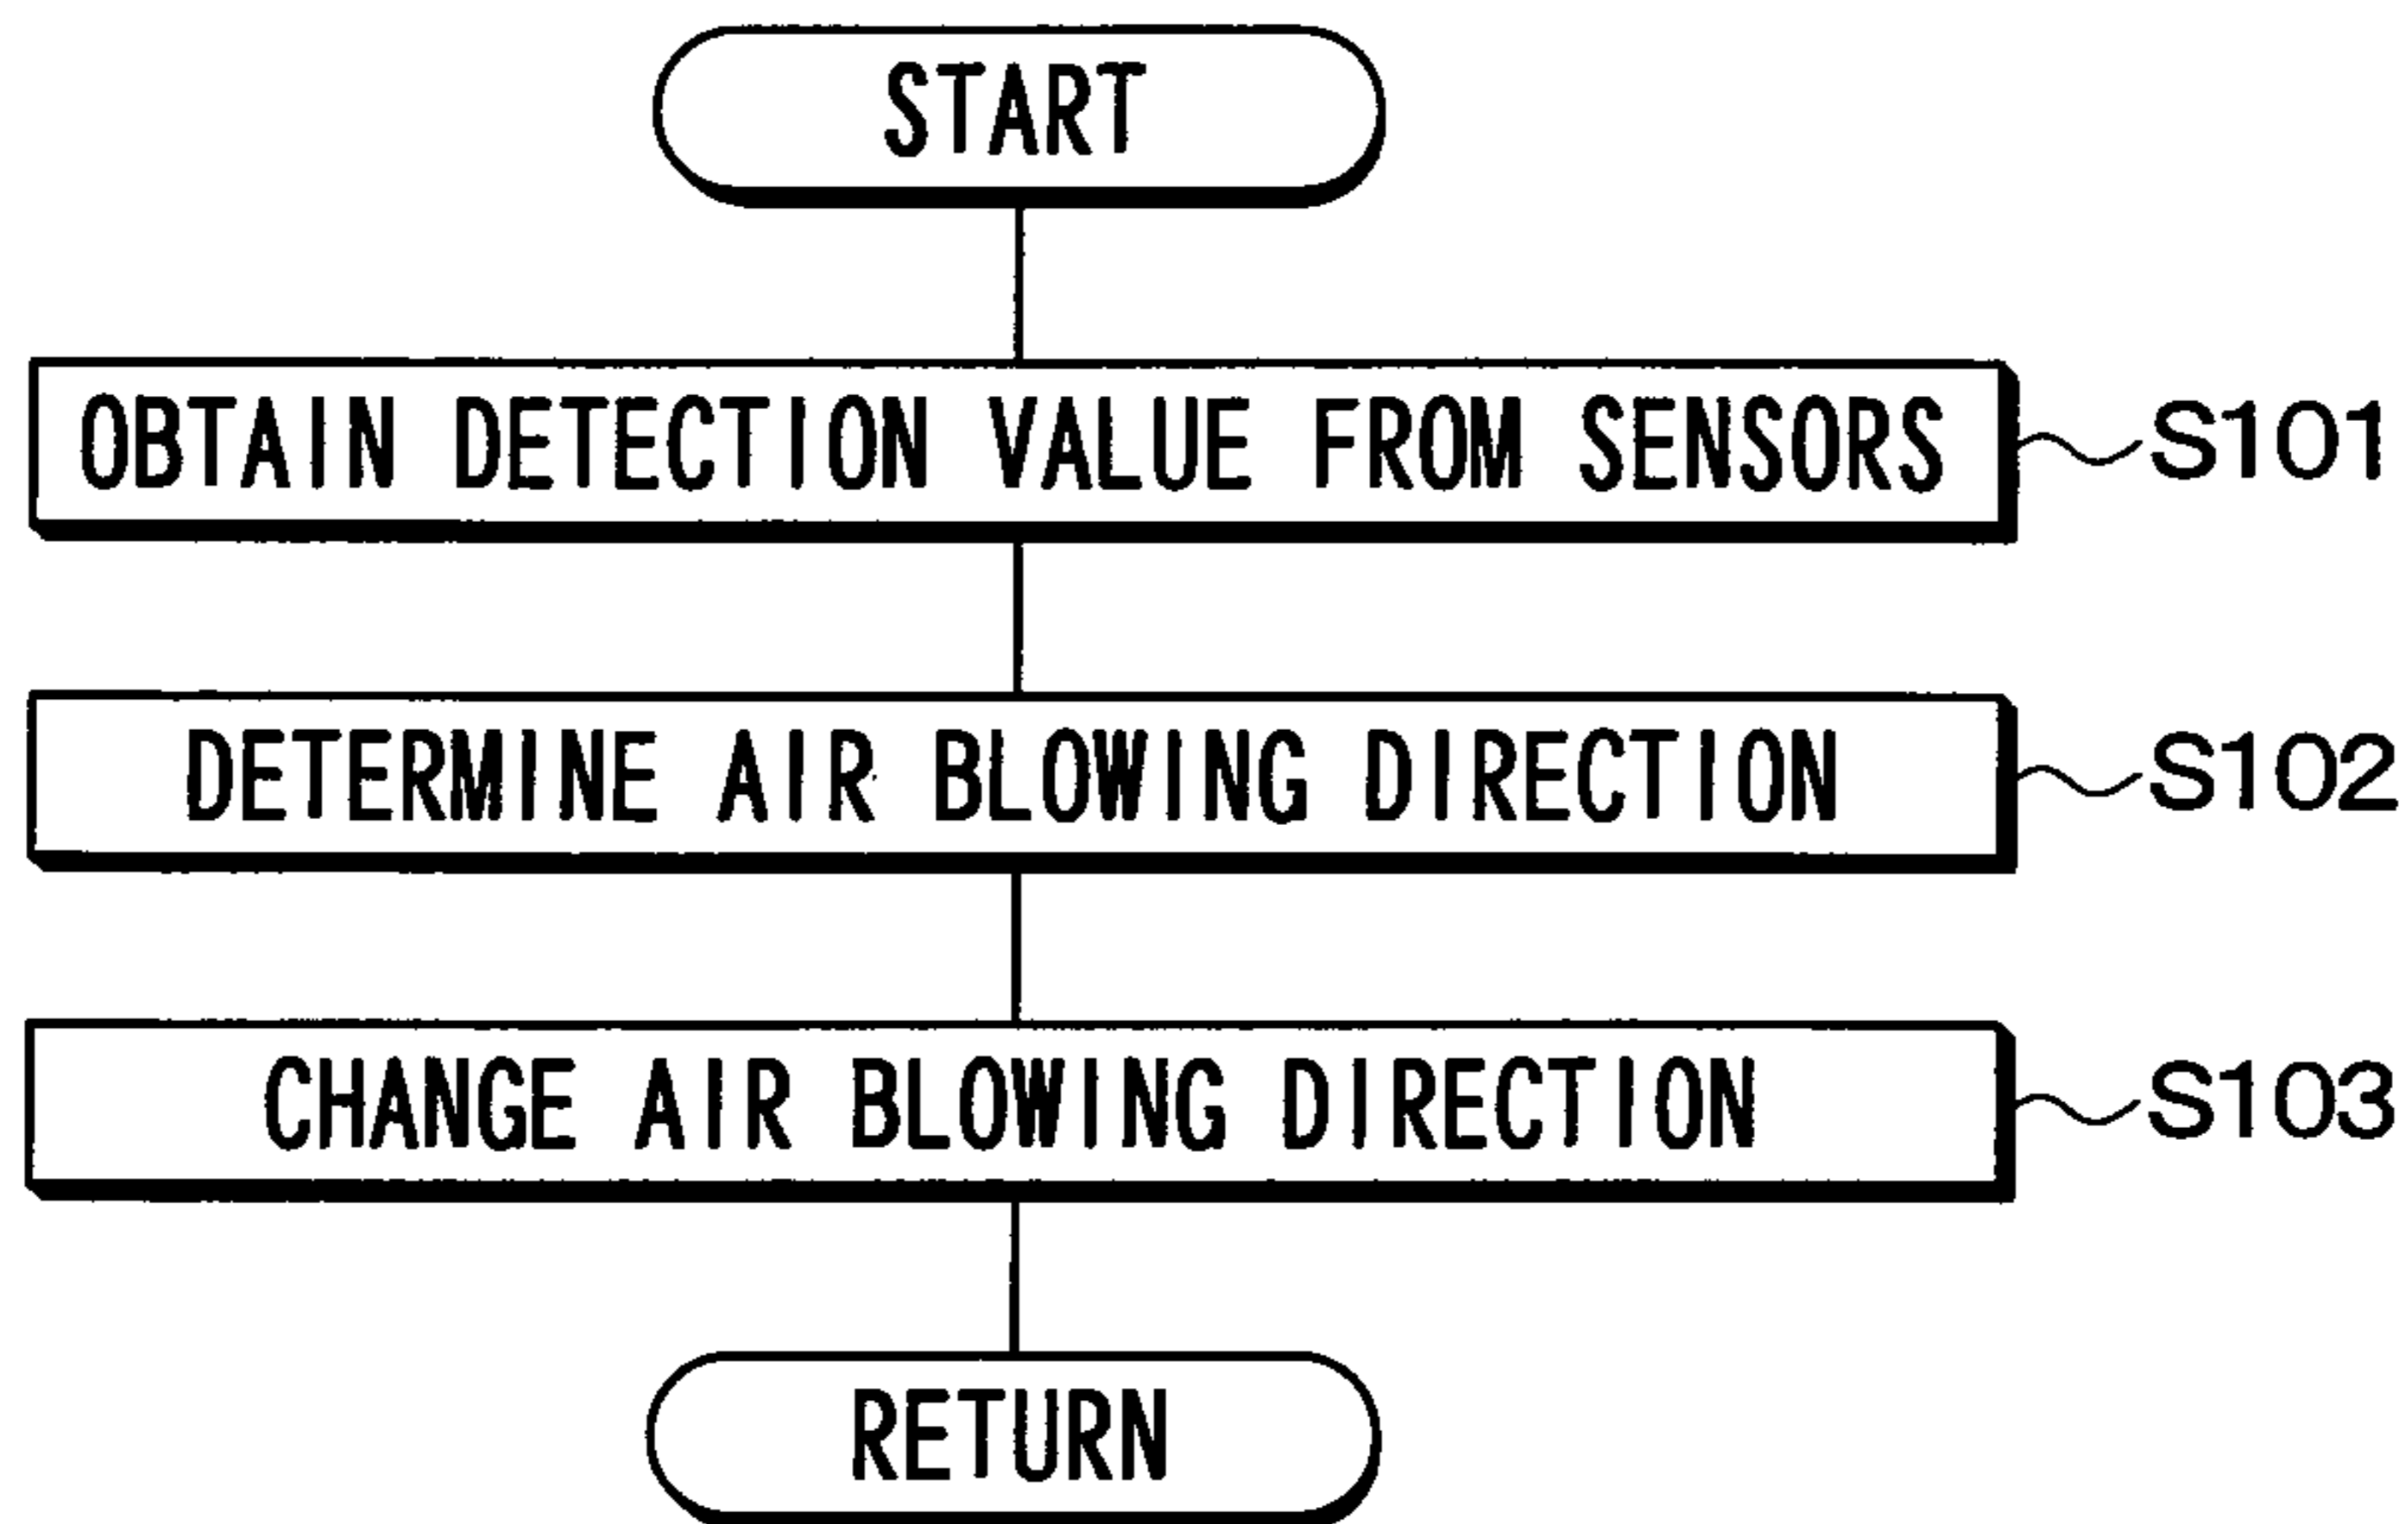 START
OBTAIN DETECTION VALUE FROM SENSORS S101
DETERMINE AIR BLOWING DIRECTION S102
CHANGE AIR BLOWING DIRECTION S103
RETURN